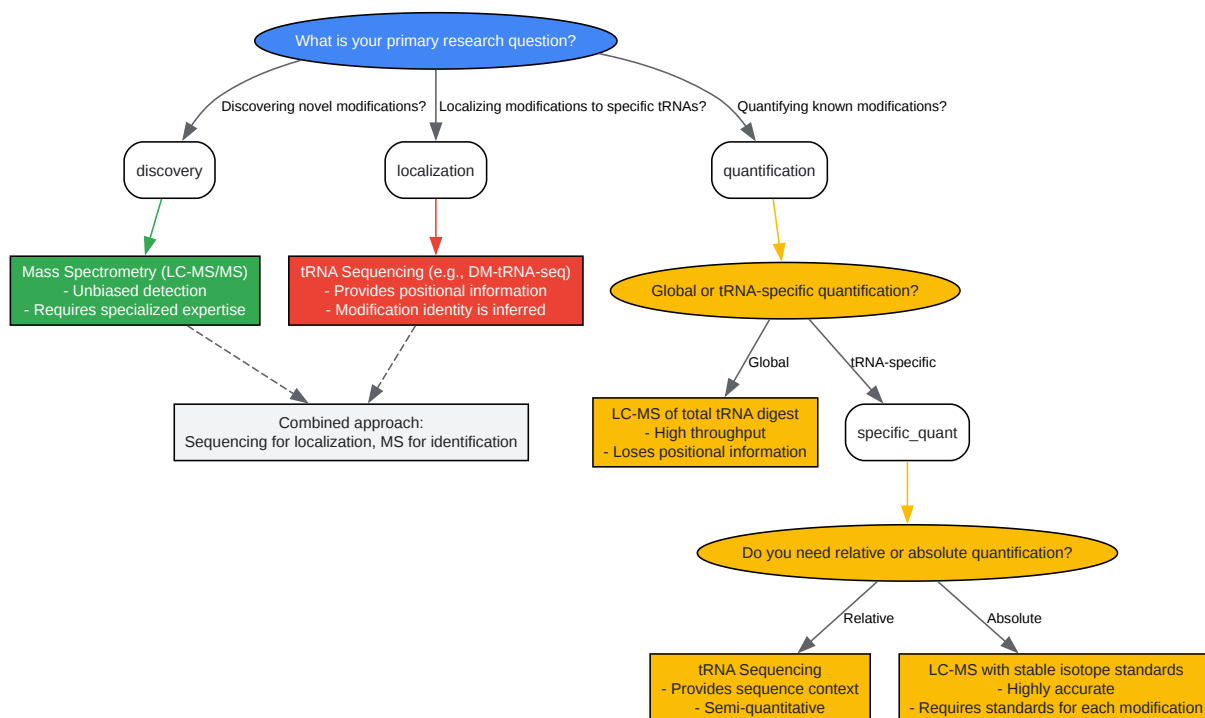 What is your primary research question?
Discovering novel modifications?
Localizing modifications to specific tRNAs?
Quantifying known modifications?
discovery
localization
quantification
Mass Spectrometry (LC-MS/MS)
- Unbiased detection
- Requires specialized expertise
tRNA Sequencing (e.g., DM-tRNA-seq)
- Provides positional information
- Modification identity is inferred
Global or tRNA-specific quantification?
Global
tRNA-specific
Combined approach:
Sequencing for localization, MS for identification
LC-MS of total tRNA digest
- High throughput
- Loses positional information
specific_quant
Do you need relative or absolute quantification?
Relative
Absolute
tRNA Sequencing
- Provides sequence context
- Semi-quantitative
LC-MS with stable isotope standards
- Highly accurate
- Requires standards for each modification